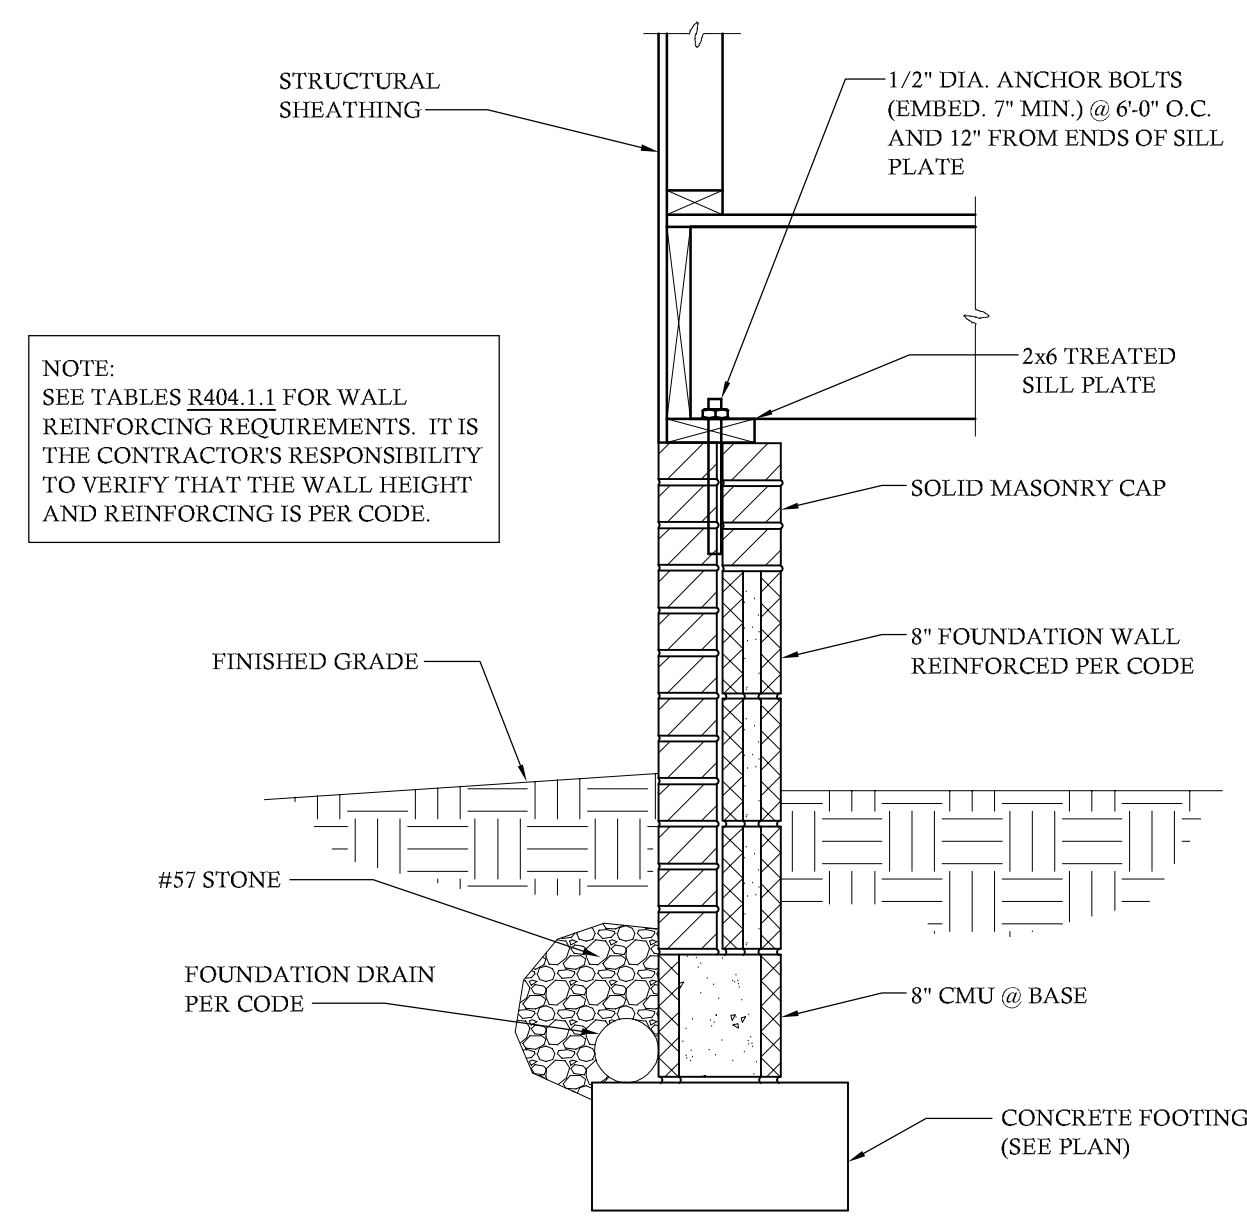 STRUCTURAL
SHEATHING
1/2" DIA. ANCHOR BOLTS
(EMBED. 7" MIN.) @ 6'-0" O.C.
AND 12" FROM ENDS OF SILL
PLATE
NOTE:
SEE TABLES R404.1.1 FOR WALL
REINFORCING REQUIREMENTS. IT IS
THE CONTRACTOR'S RESPONSIBILITY
TO VERIFY THAT THE WALL HEIGHT
AND REINFORCING IS PER CODE.
2x6 TREATED
SILL PLATE
SOLID MASONRY CAP
8" FOUNDATION WALL
REINFORCED PER CODE
FINISHED GRADE
#57 STONE
FOUNDATION DRAIN
PER CODE
8" CMU @ BASE
CONCRETE FOOTING
(SEE PLAN)